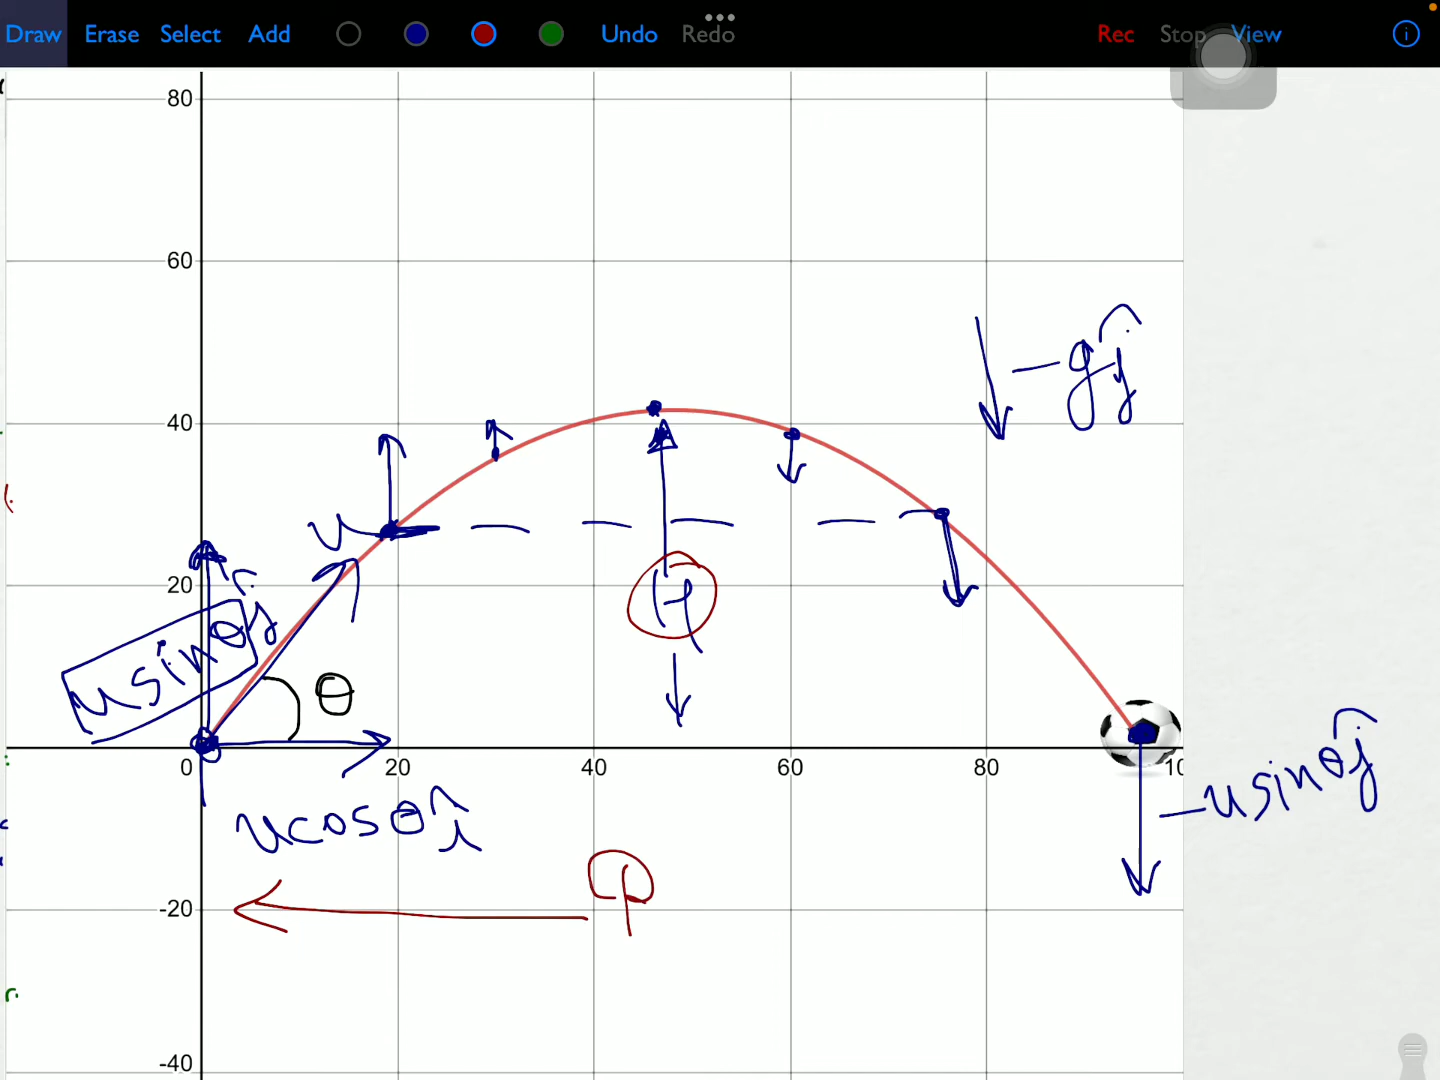 Draw Erase Select Add Undo Redo Rec Stop View
80
60
-gĵ
40
u
20
H
usinθĵ
θ
0 20 40 60 80 10
-usinθĵ
ucosθî
-20
-40